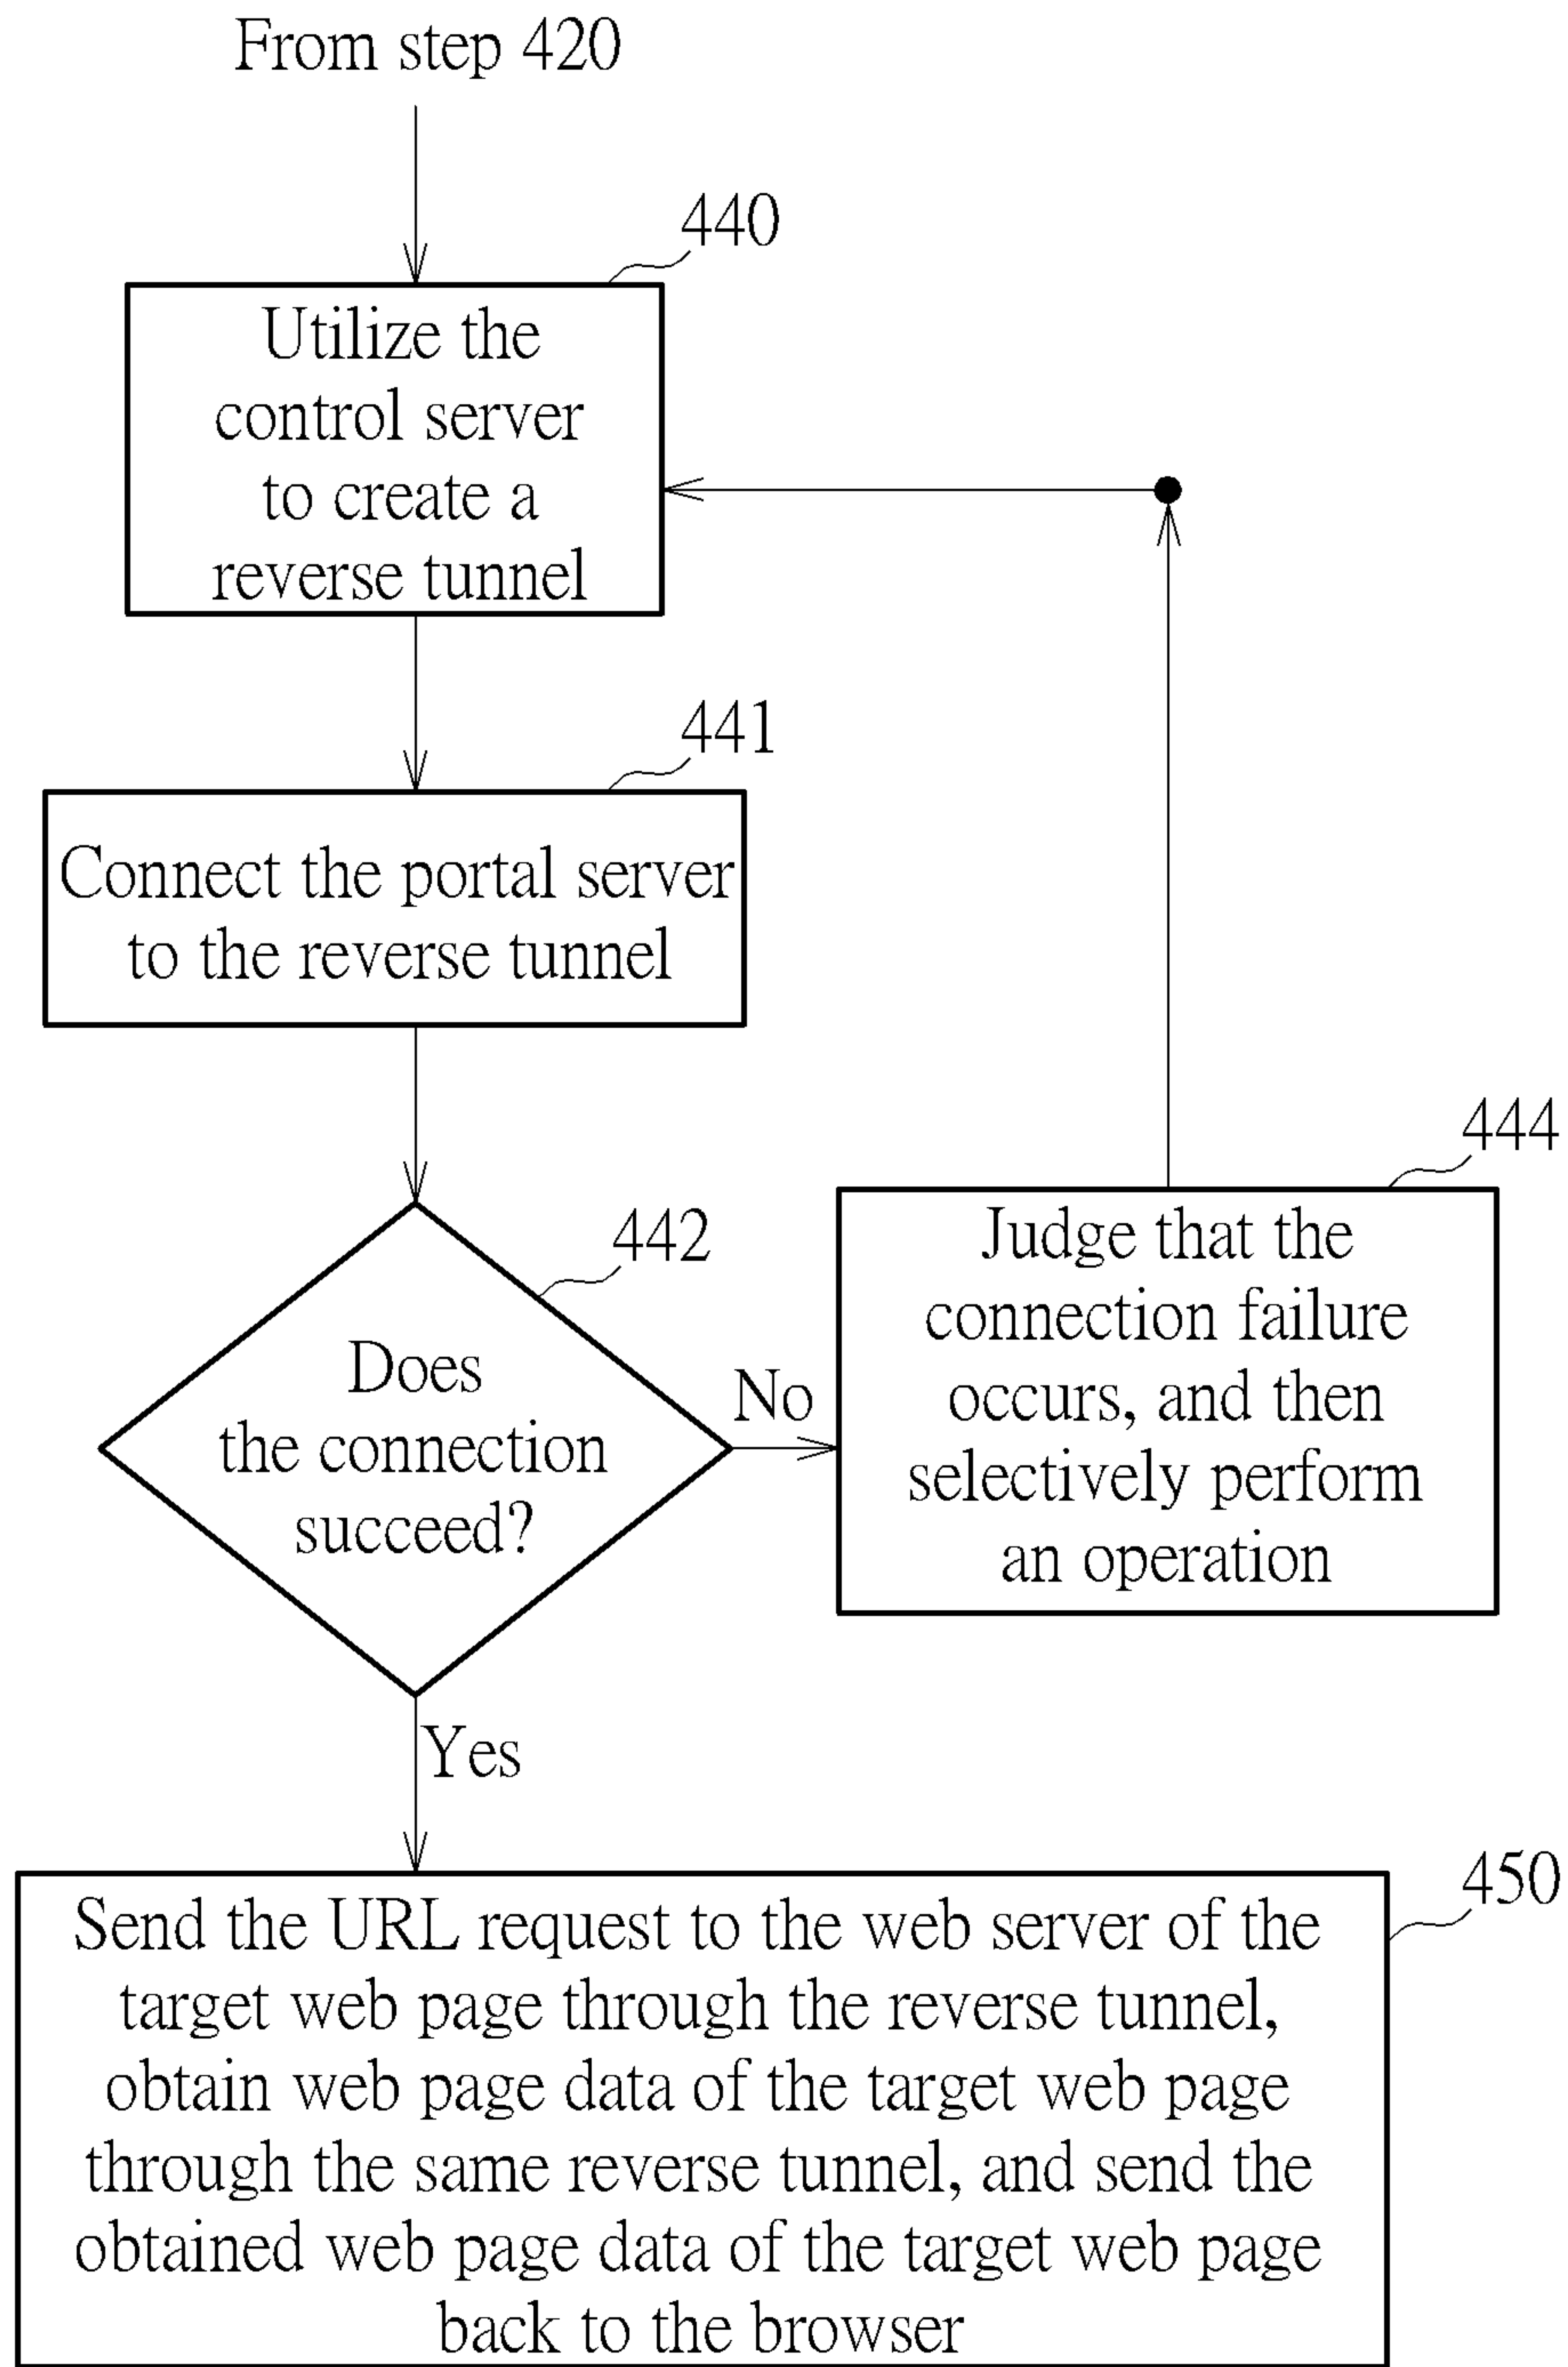 From step 420
440
Utilize the
control server
to create a
reverse tunnel
441
Connect the portal server
to the reverse tunnel
442
Does
the connection
succeed?
No
444
Judge that the
connection failure
occurs, and then
selectively perform
an operation
Yes
450
Send the URL request to the web server of the
target web page through the reverse tunnel,
obtain web page data of the target web page
through the same reverse tunnel, and send the
obtained web page data of the target web page
back to the browser